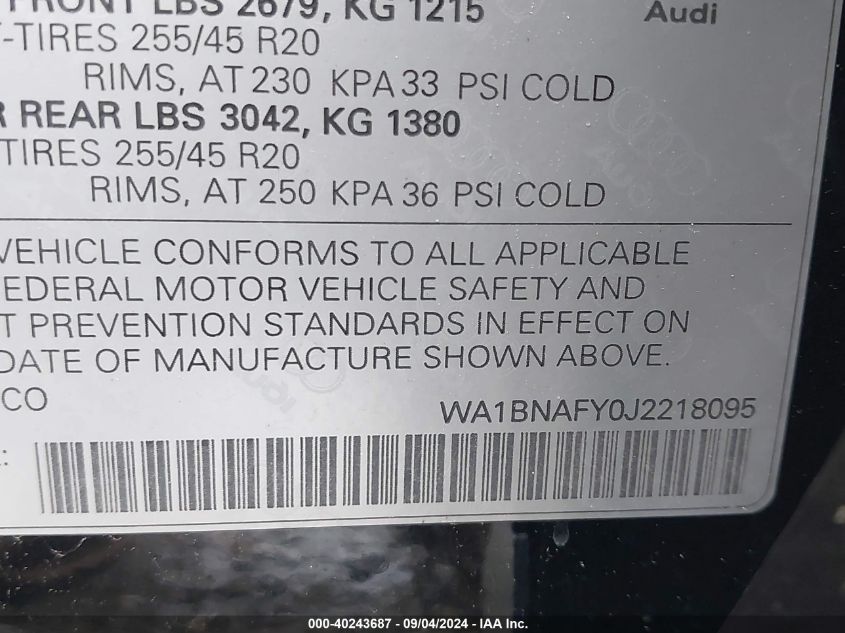 FRONT LBS 2679, KG 1215
Audi
-TIRES 255/45 R20
RIMS, AT 230 KPA 33 PSI COLD
R REAR LBS 3042, KG 1380
TIRES 255/45 R20
RIMS, AT 250 KPA 36 PSI COLD
VEHICLE CONFORMS TO ALL APPLICABLE
EDERAL MOTOR VEHICLE SAFETY AND
T PREVENTION STANDARDS IN EFFECT ON
DATE OF MANUFACTURE SHOWN ABOVE.
CO
WA1BNAFY0J2218095
:
000-40243687 - 09/04/2024 - IAA Inc.